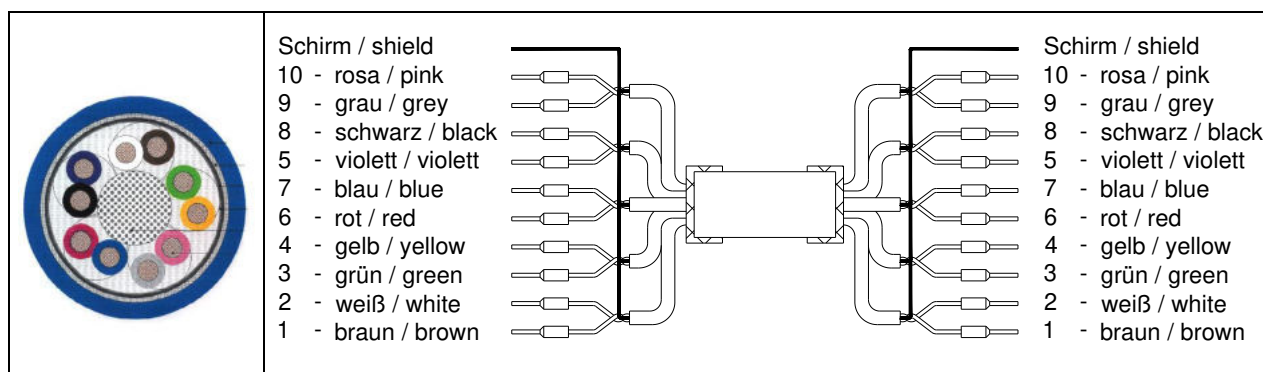 Schirm / shield
10 - rosa / pink
9 - grau / grey
8 - schwarz / black
5 - violett / violett
7 - blau / blue
6 - rot / red
4 - gelb / yellow
3 - grün / green
2 - weiß / white
1 - braun / brown
Schirm / shield
10 - rosa / pink
9 - grau / grey
8 - schwarz / black
5 - violett / violett
7 - blau / blue
6 - rot / red
4 - gelb / yellow
3 - grün / green
2 - weiß / white
1 - braun / brown